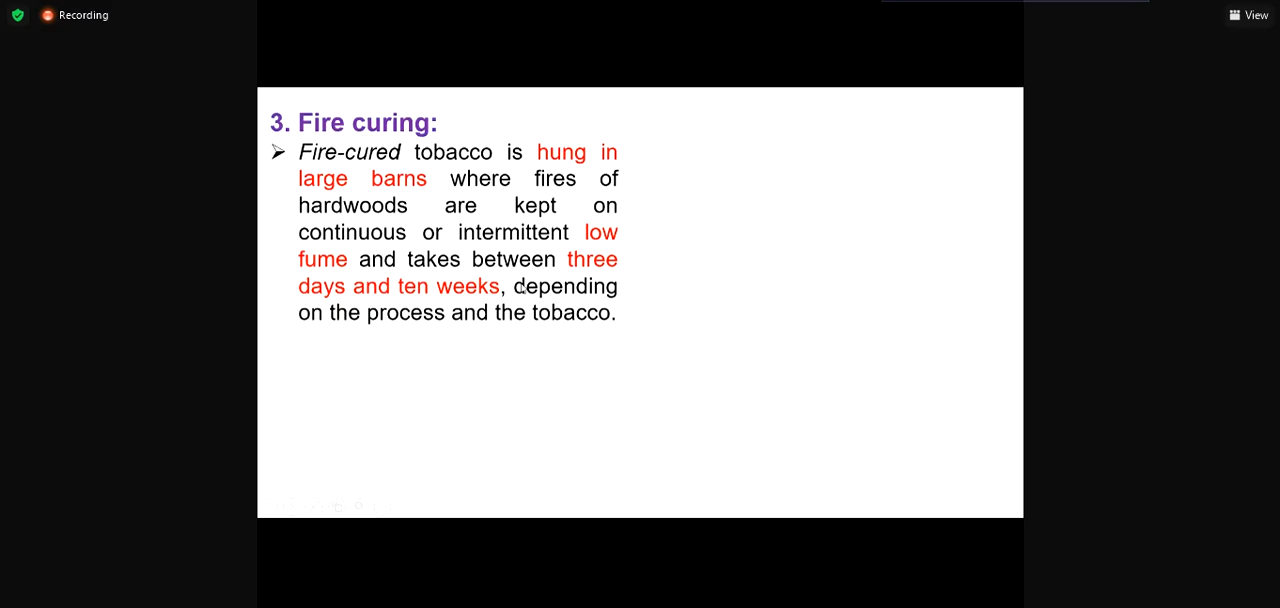 Recording
View
3. Fire curing:
➢ Fire-cured tobacco is hung in
large barns where fires of
hardwoods are kept on
continuous or intermittent low
fume and takes between three
days and ten weeks, depending
on the process and the tobacco.